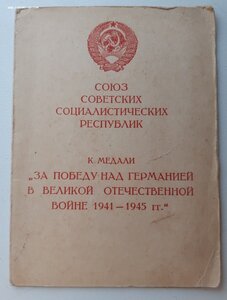 СОЮЗ
СОВЕТСКИХ
СОЦИАЛИСТИЧЕСКИХ
РЕСПУБЛИК
К МЕДАЛИ
„ЗА ПОБЕДУ НАД ГЕРМАНИЕЙ
В ВЕЛИКОЙ ОТЕЧЕСТВЕННОЙ
ВОЙНЕ 1941—1945 гг.“